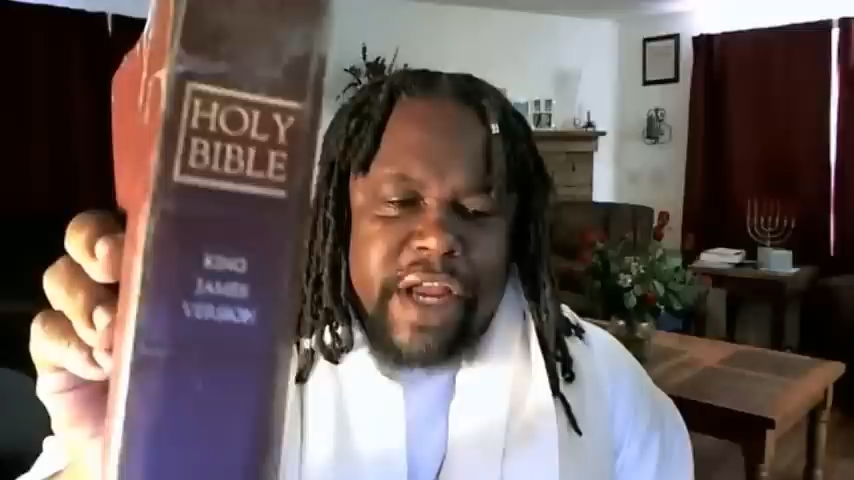 HOLY
BIBLE
KING
JAMES
VERSION